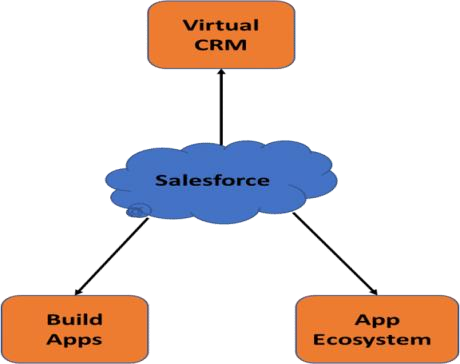 Virtual
CRM
Salesforce
Build
Apps
App
Ecosystem